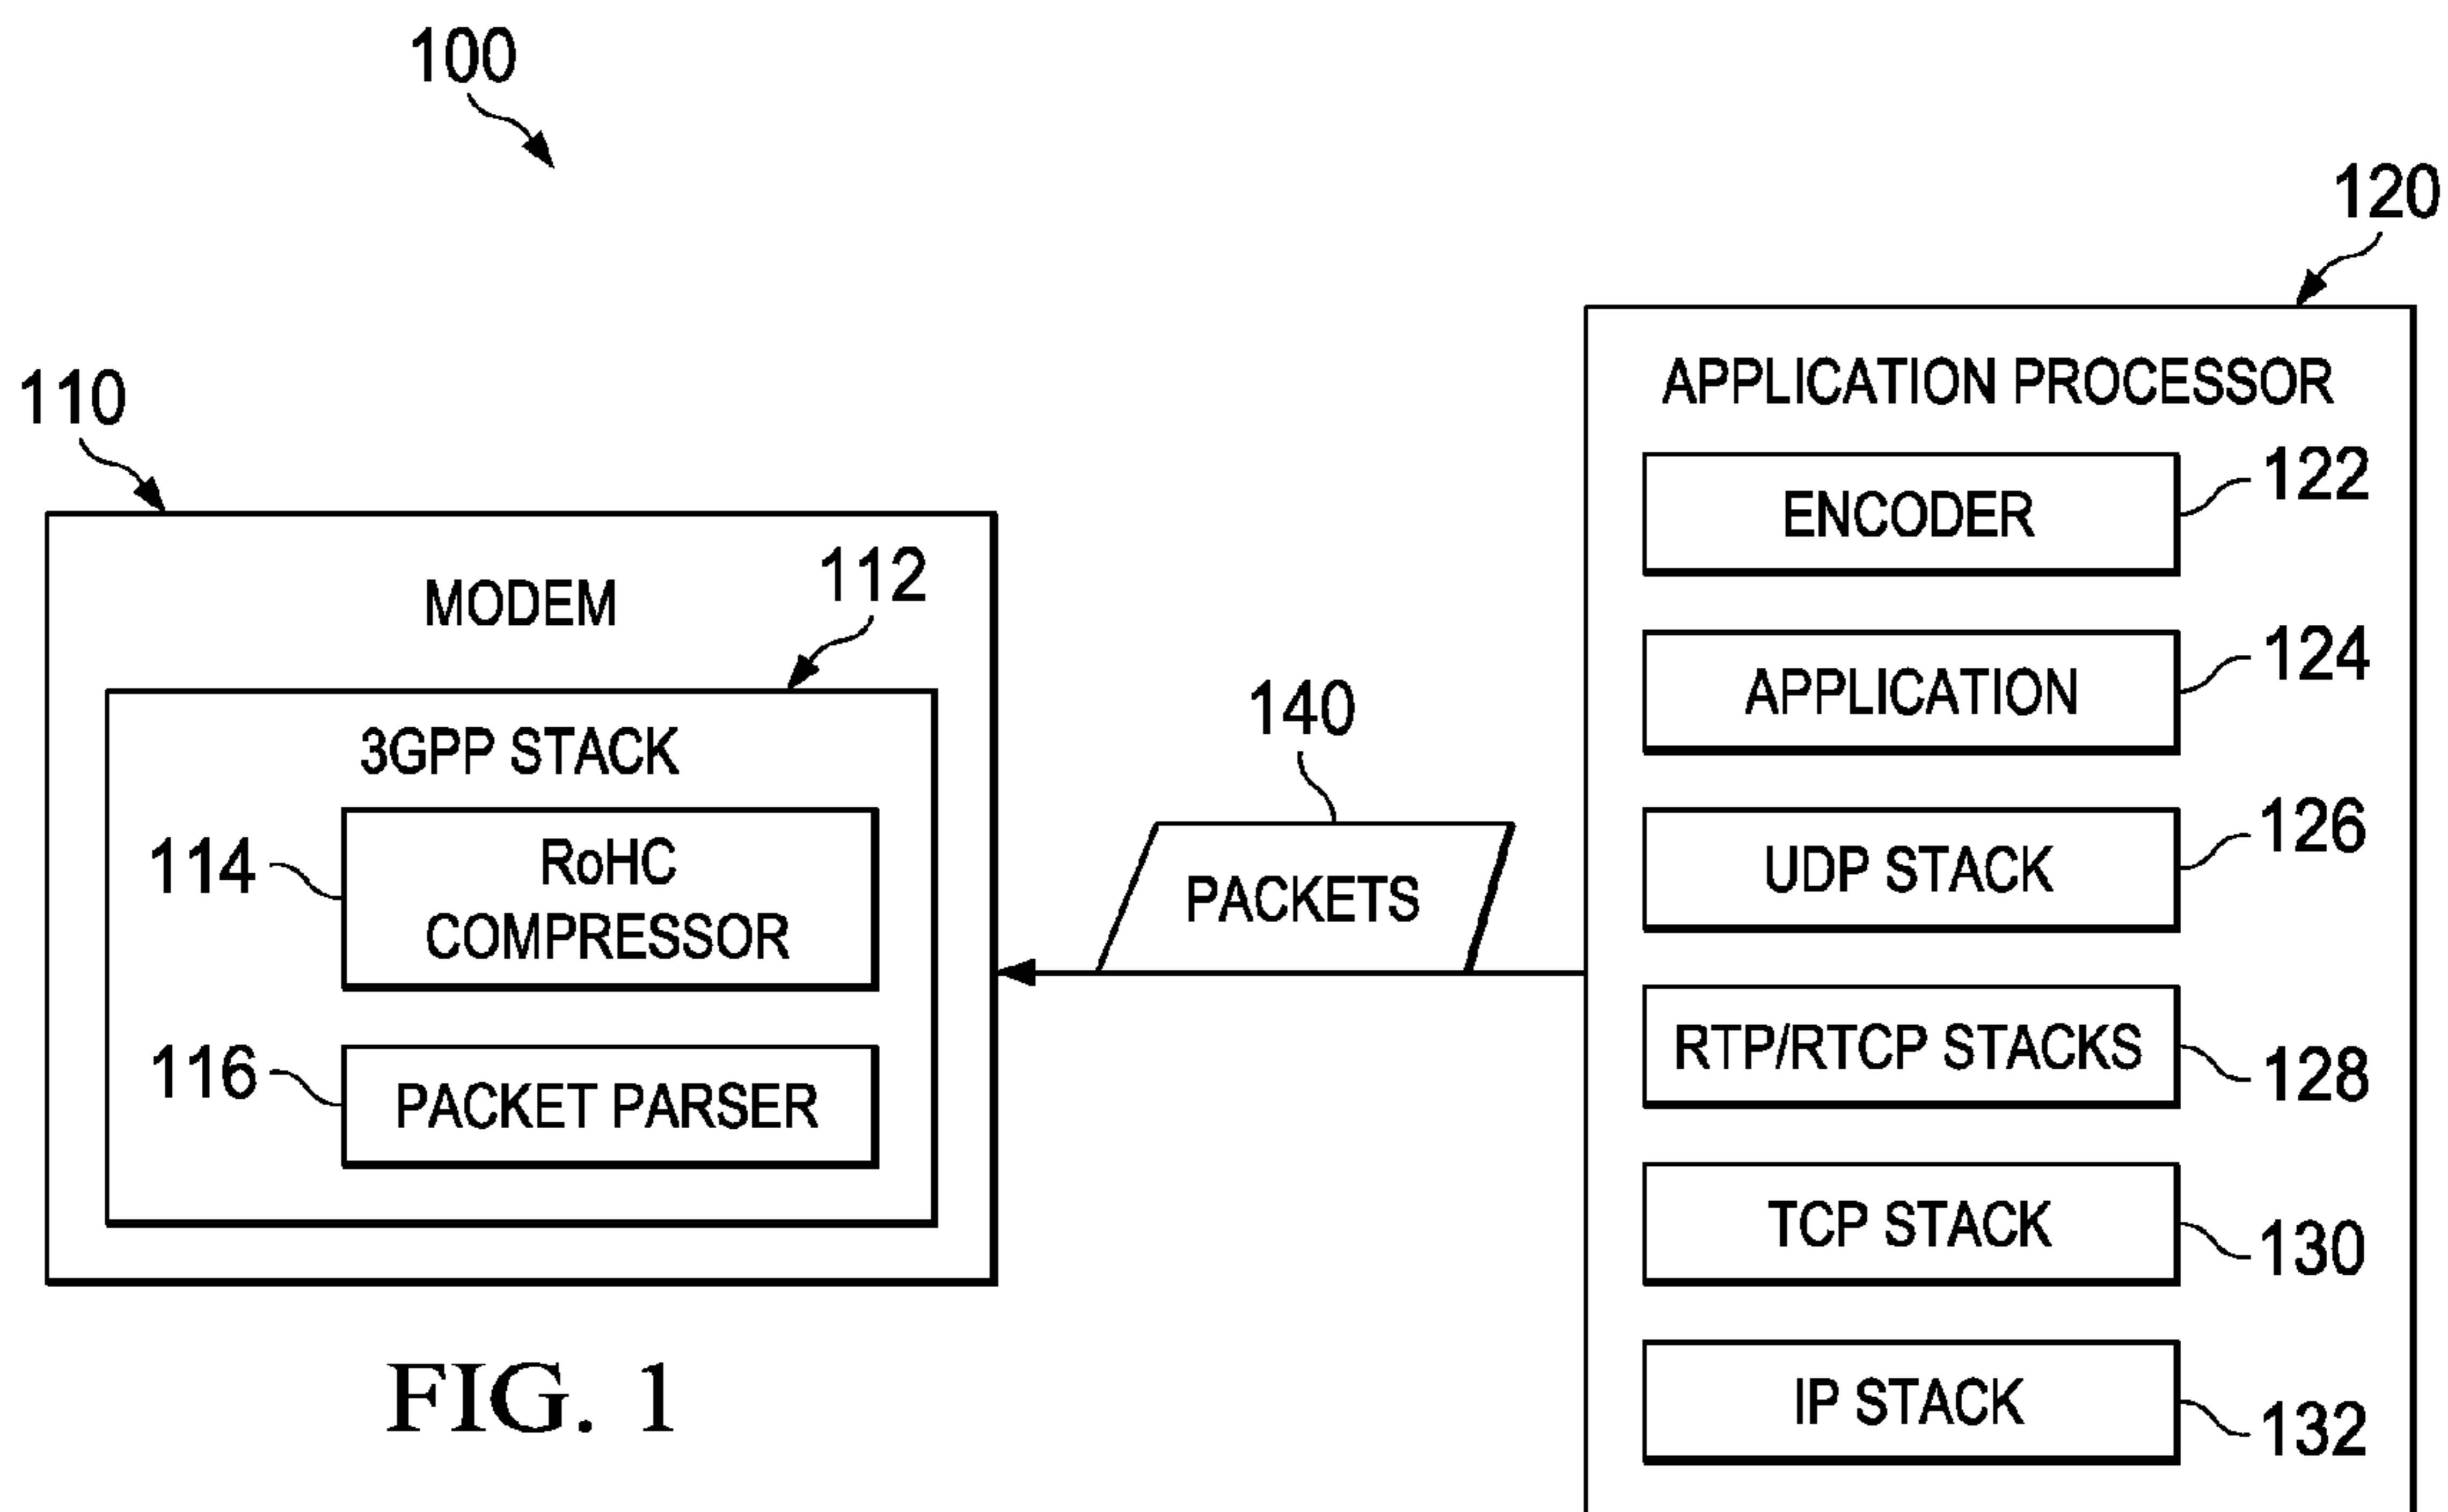 100
120
110
APPLICATION PROCESSOR
ENCODER
122
MODEM
112
APPLICATION
124
3GPP STACK
140
114
RoHC
COMPRESSOR
PACKETS
UDP STACK
126
116
PACKET PARSER
RTP/RTCP STACKS
128
TCP STACK
130
IP STACK
132
FIG. 1